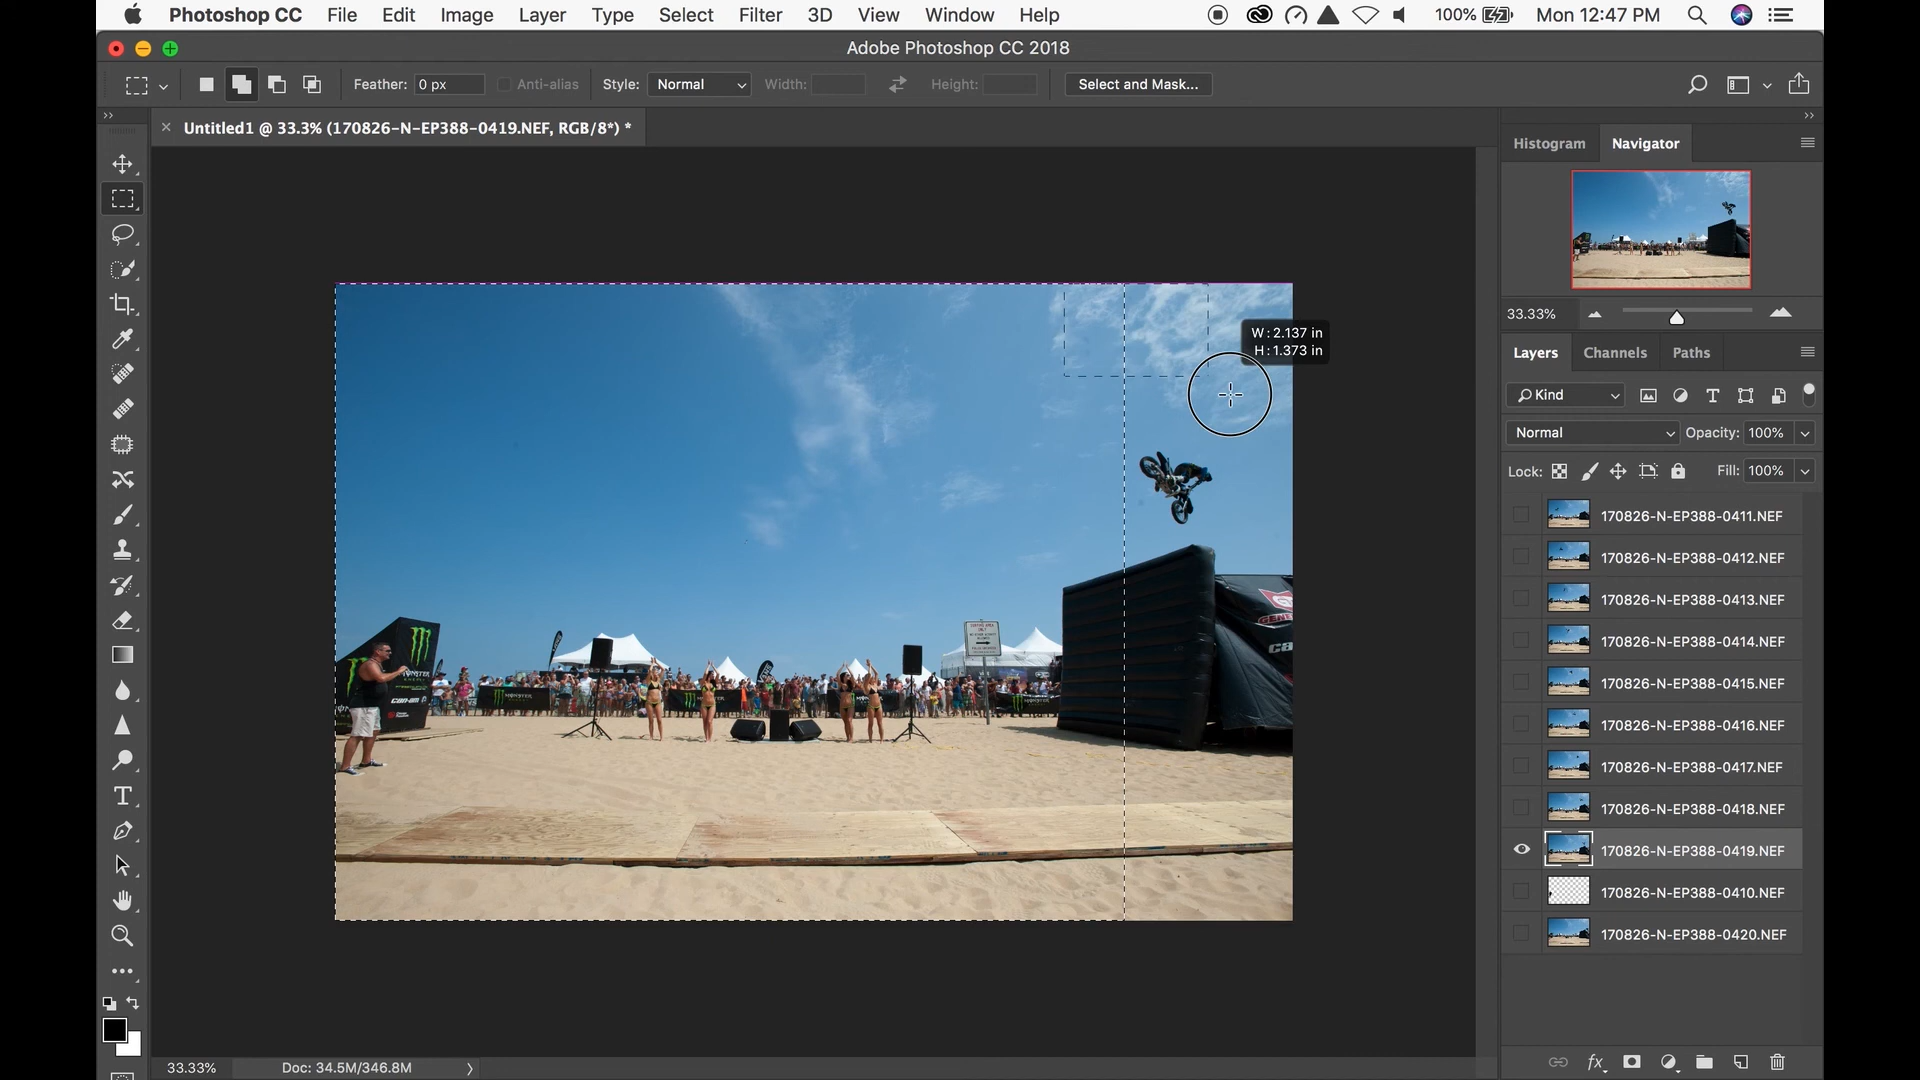 Photoshop CC File Edit Image Layer Type Select Filter 3D View Window Help 100% Mon 12:47 PM
Adobe Photoshop CC 2018
Feather: 0 px Anti-alias Style: Normal Width: Height: Select and Mask...
Untitled1 @ 33.3% (170826-N-EP388-0419.NEF, RGB/8*) *
Histogram Navigator
33.33%
Layers Channels Paths
Kind
Normal Opacity: 100%
Lock: Fill: 100%
W: 2.137 in
H: 1.373 in
170826-N-EP388-0411.NEF
170826-N-EP388-0412.NEF
170826-N-EP388-0413.NEF
170826-N-EP388-0414.NEF
170826-N-EP388-0415.NEF
170826-N-EP388-0416.NEF
170826-N-EP388-0417.NEF
170826-N-EP388-0418.NEF
170826-N-EP388-0419.NEF
170826-N-EP388-0410.NEF
170826-N-EP388-0420.NEF
MONSTER
can-am
33.33% Doc: 34.5M/346.8M